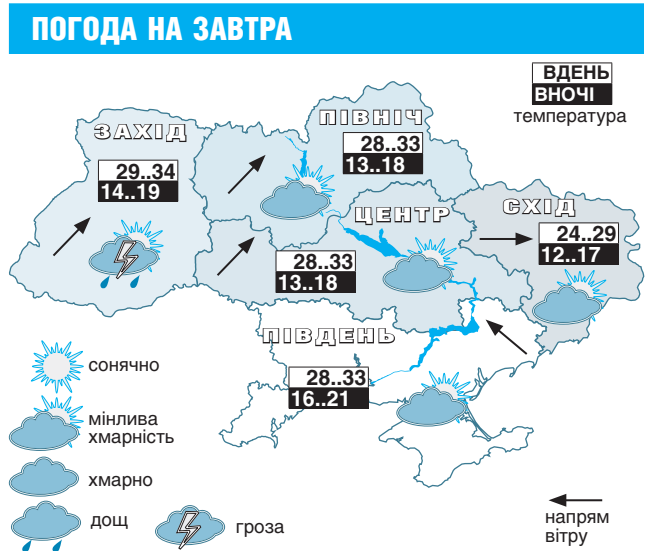 ПОГОДА НА ЗАВТРА
ВДЕНЬ
ВНОЧІ
температура
ЗАХІД
29..34
14..19
ПІВНІЧ
28..33
13..18
ЦЕНТР
28..33
13..18
СХІД
24..29
12..17
ПІВДЕНЬ
28..33
16..21
сонячно
мінлива
хмарність
хмарно
дощ
гроза
напрям
вітру